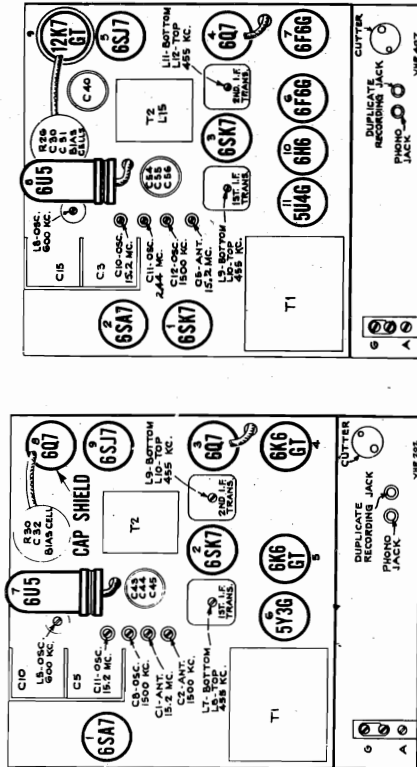 9
12K7
GT
5
6SJ7
4
6Q7
7
6F6G
R26
C50
C51
BIAS
CELLS
C40
L11-BOTTOM
L12-TOP
455 KC.
2ND. I.F.
TRANS.
CUTTER
8
6U5
T2
L15
3
6SK7
6
6F6G
DUPLICATE
RECORDING JACK
L8-OSC.
600 KC.
C54
C55
C56
1ST. I.F.
TRANS.
10
6H6
PHONO
JACK
C15
C3
C10-OSC.
15.2 MC.
C11-OSC.
244 MC.
C12-OSC.
1500 KC.
C5-ANT.
15.2 MC.
L9-BOTTOM
L10-TOP
455 KC.
11
5U4G
2
6SA7
1
6SK7
T1
G
A
8
6Q7
9
6SJ7
3
6Q7
4
6K6
GT
R30
C32
BIAS CELL
CAP SHIELD
L9-BOTTOM
L10-TOP
455 KC.
2ND I.F.
TRANS.
CUTTER
7
6U5
T2
2
6SK7
5
6K6
GT
DUPLICATE
RECORDING JACK
PHONO
JACK
C10
L5-OSC.
600 KC.
C5
C43
C44
C45
1ST. I.F.
TRANS.
6
5Y3G
C11-OSC.
15.2 MC.
C8-OSC.
1500 KC.
C1-ANT.
15.2 MC.
C2-ANT.
1500 KC.
L7-BOTTOM
L8-TOP
455 KC.
1
6SA7
T1
G
A